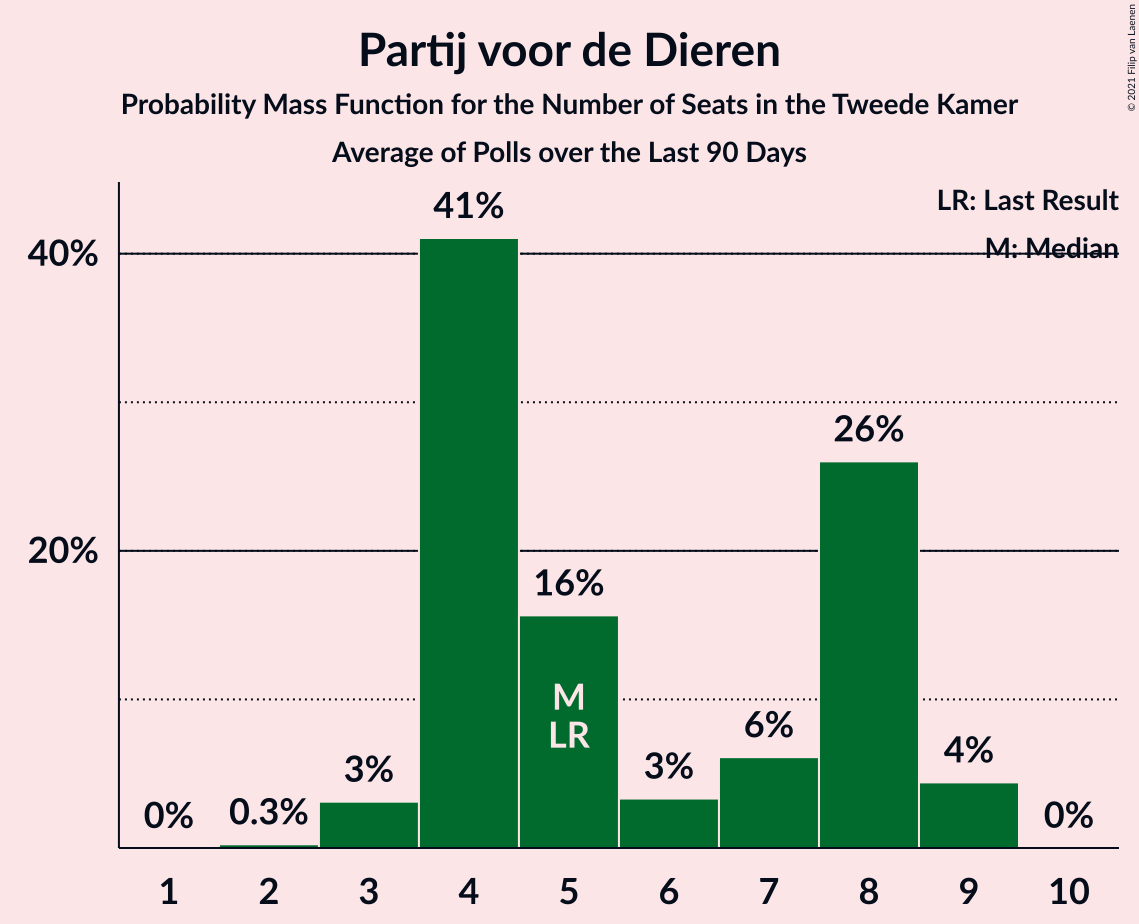 Partij voor de Dieren
Probability Mass Function for the Number of Seats in the Tweede Kamer
Average of Polls over the Last 90 Days
© 2021 Filip van Laenen
LR: Last Result
M: Median
40%
20%
0%
0.3%
3%
41%
16%
M
LR
3%
6%
26%
4%
0%
1 2 3 4 5 6 7 8 9 10